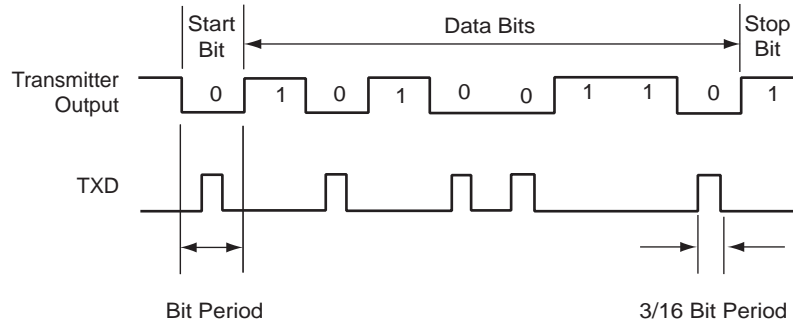 Start
Bit
Data Bits
Stop
Bit
Transmitter
Output
0 1 0 1 0 0 1 1 0 1
TXD
Bit Period
3/16 Bit Period